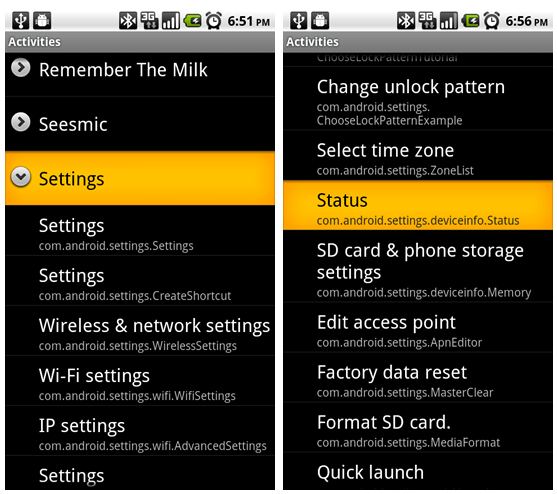 3G
6:51 PM
Activities
Remember The Milk
Seesmic
Settings
Settings
com.android.settings.Settings
Settings
com.android.settings.CreateShortcut
Wireless & network settings
com.android.settings.WirelessSettings
Wi-Fi settings
com.android.settings.wifi.WifiSettings
IP settings
com.android.settings.wifi.AdvancedSettings
Settings
3G
6:56 PM
Activities
ChooseLockPatternTutorial
Change unlock pattern
com.android.settings.
ChooseLockPatternExample
Select time zone
com.android.settings.ZoneList
Status
com.android.settings.deviceinfo.Status
SD card & phone storage
settings
com.android.settings.deviceinfo.Memory
Edit access point
com.android.settings.ApnEditor
Factory data reset
com.android.settings.MasterClear
Format SD card.
com.android.settings.MediaFormat
Quick launch